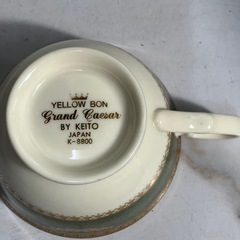 YELLOW BON
Grand Caesar
BY KEITO
JAPAN
K-8800